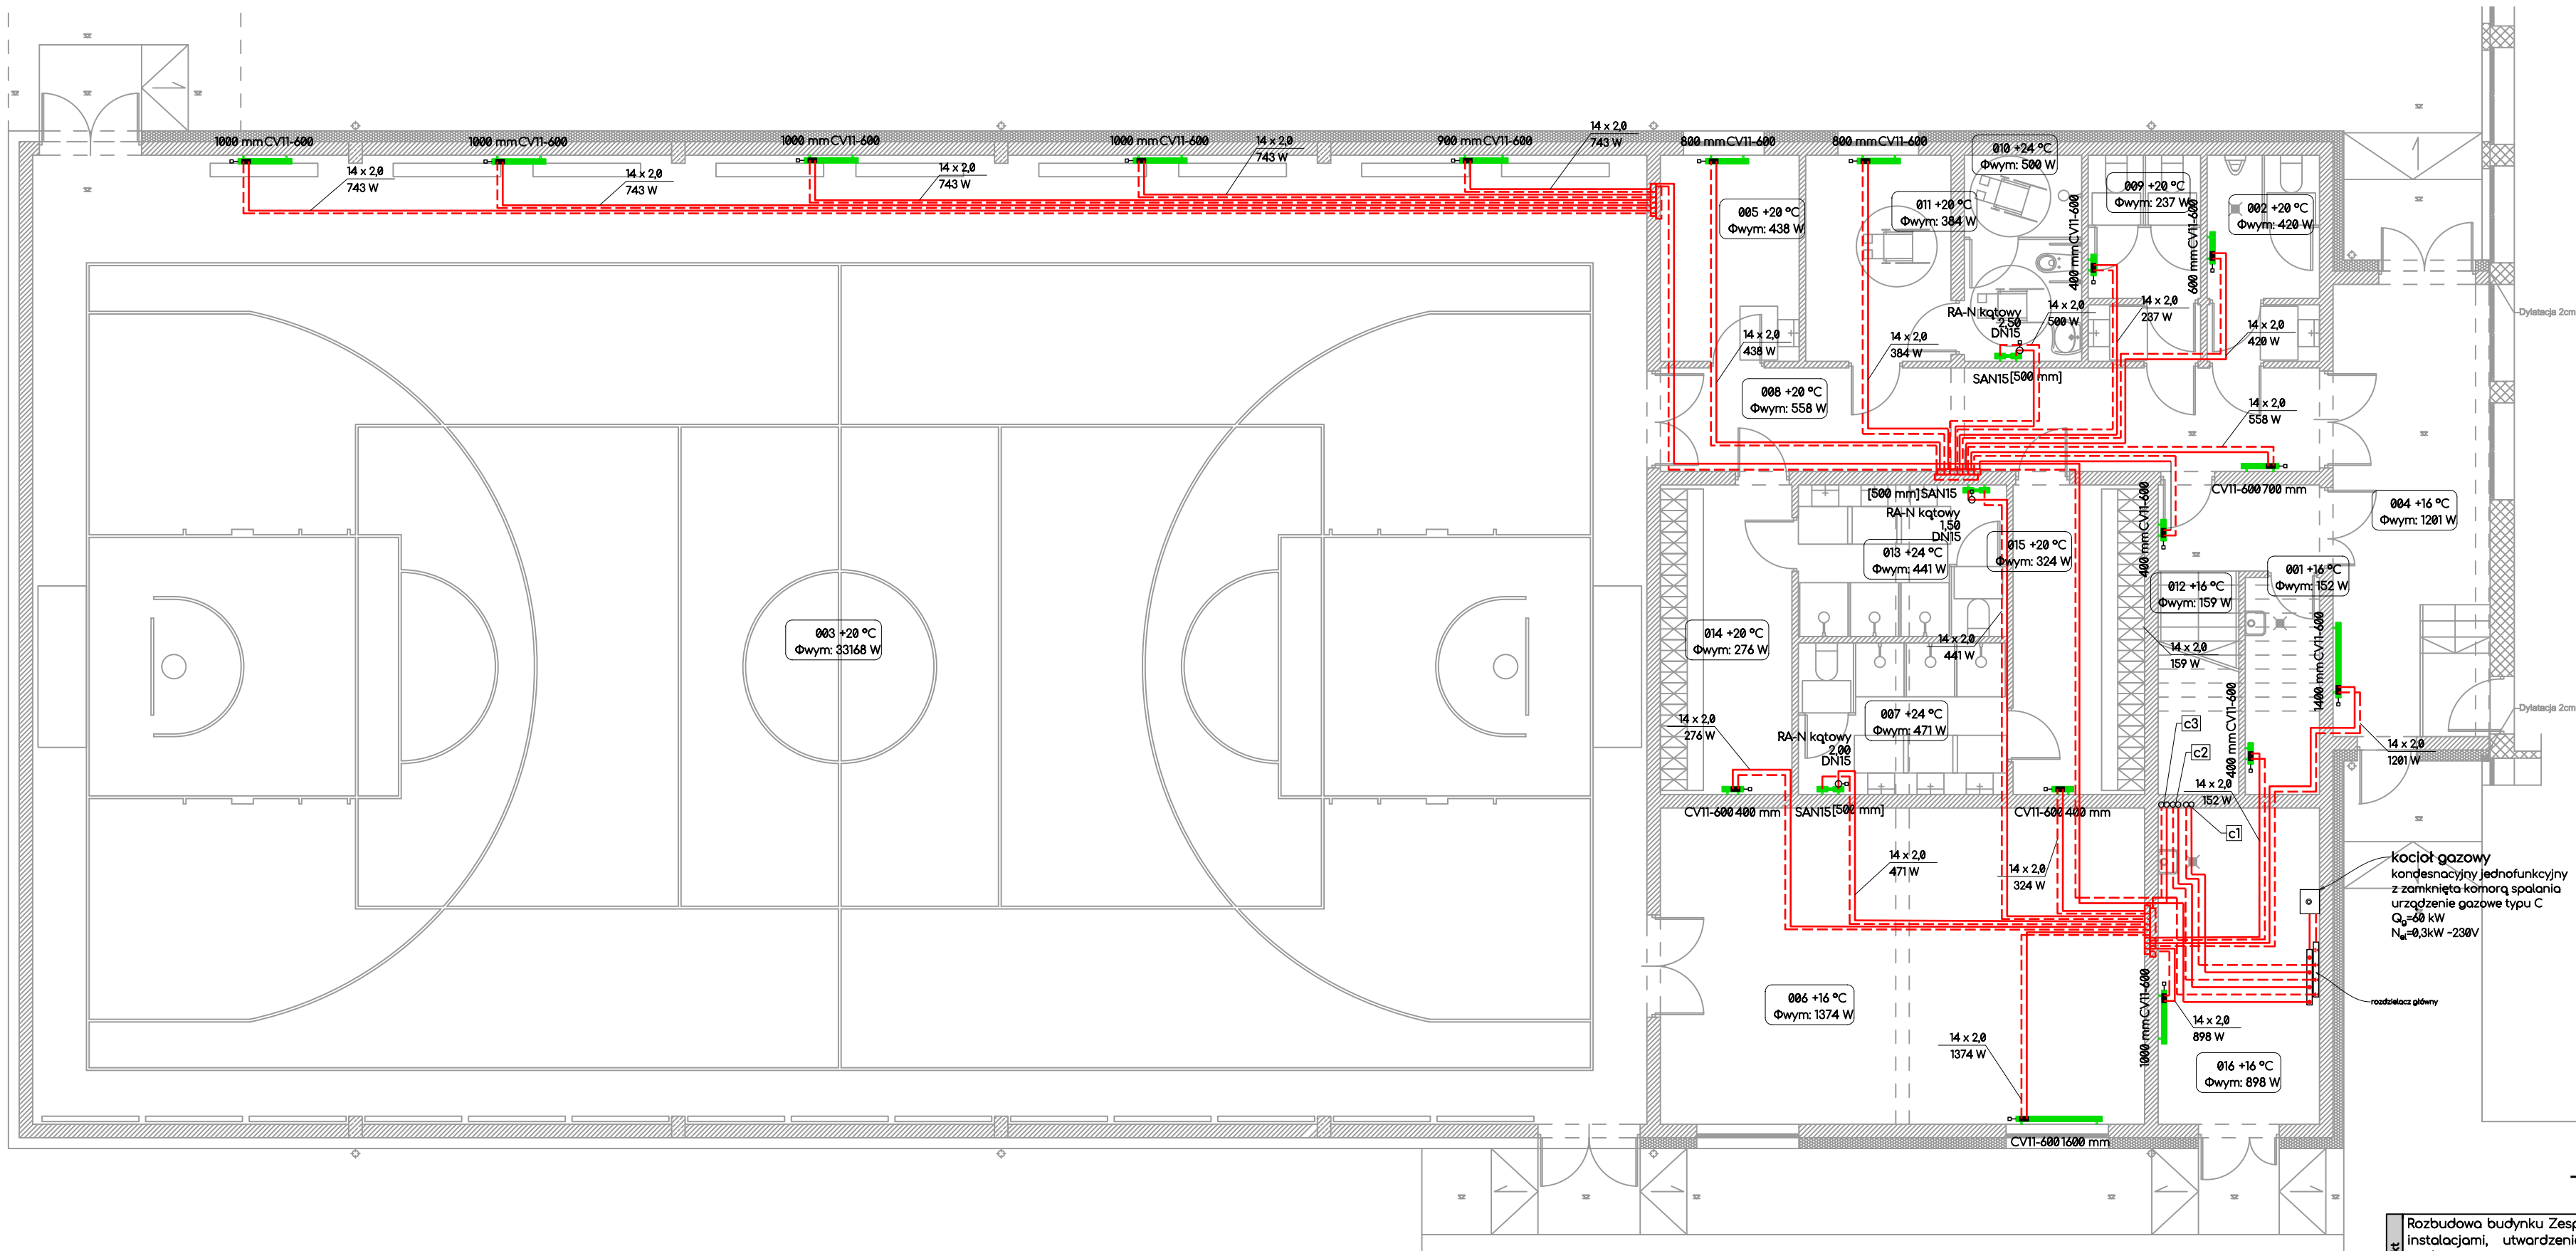 1000 mm CV11-600
1000 mm CV11-600
1000 mm CV11-600
1000 mm CV11-600
900 mm CV11-600
14 x 2,0
743 W
800 mm CV11-600
800 mm CV11-600
14 x 2,0
743 W
14 x 2,0
743 W
14 x 2,0
743 W
14 x 2,0
743 W
010 +24 °C
Φwym: 500 W
009 +20 °C
Φwym: 237 W
005 +20 °C
Φwym: 438 W
011 +20 °C
Φwym: 384 W
002 +20 °C
Φwym: 420 W
400 mm CV11-600
600 mm CV11-600
RA-N kątowy
2,50
DN15
14 x 2,0
500 W
14 x 2,0
237 W
14 x 2,0
438 W
14 x 2,0
384 W
14 x 2,0
420 W
Dylatacja 2cm
SAN15 [500 mm]
008 +20 °C
Φwym: 558 W
14 x 2,0
558 W
[500 mm] SAN15
RA-N kątowy
1,50
DN15
CV11-600 700 mm
400 mm CV11-600
004 +16 °C
Φwym: 1201 W
013 +24 °C
Φwym: 441 W
015 +20 °C
Φwym: 324 W
012 +16 °C
Φwym: 159 W
001 +16 °C
Φwym: 152 W
003 +20 °C
Φwym: 33168 W
014 +20 °C
Φwym: 276 W
14 x 2,0
441 W
14 x 2,0
159 W
1400 mm CV11-600
007 +24 °C
Φwym: 471 W
14 x 2,0
276 W
RA-N kątowy
2,00
DN15
c3
c2
400 mm CV11-600
Dylatacja 2cm
14 x 2,0
1201 W
14 x 2,0
152 W
CV11-600 400 mm
SAN15 [500 mm]
CV11-600 400 mm
c1
14 x 2,0
471 W
14 x 2,0
324 W
kocioł gazowy
kondesnacyjny jednofunkcyjny
z zamknięta komorą spalania
urządzenie gazowe typu C
Qg=60 kW
Nel=0,3kW ~230V
006 +16 °C
Φwym: 1374 W
1000 mm CV11-600
rozdzielacz główny
14 x 2,0
898 W
14 x 2,0
1374 W
016 +16 °C
Φwym: 898 W
CV11-600 1600 mm
Rozbudowa budynku Zesp
instalacjami, utwardzeni